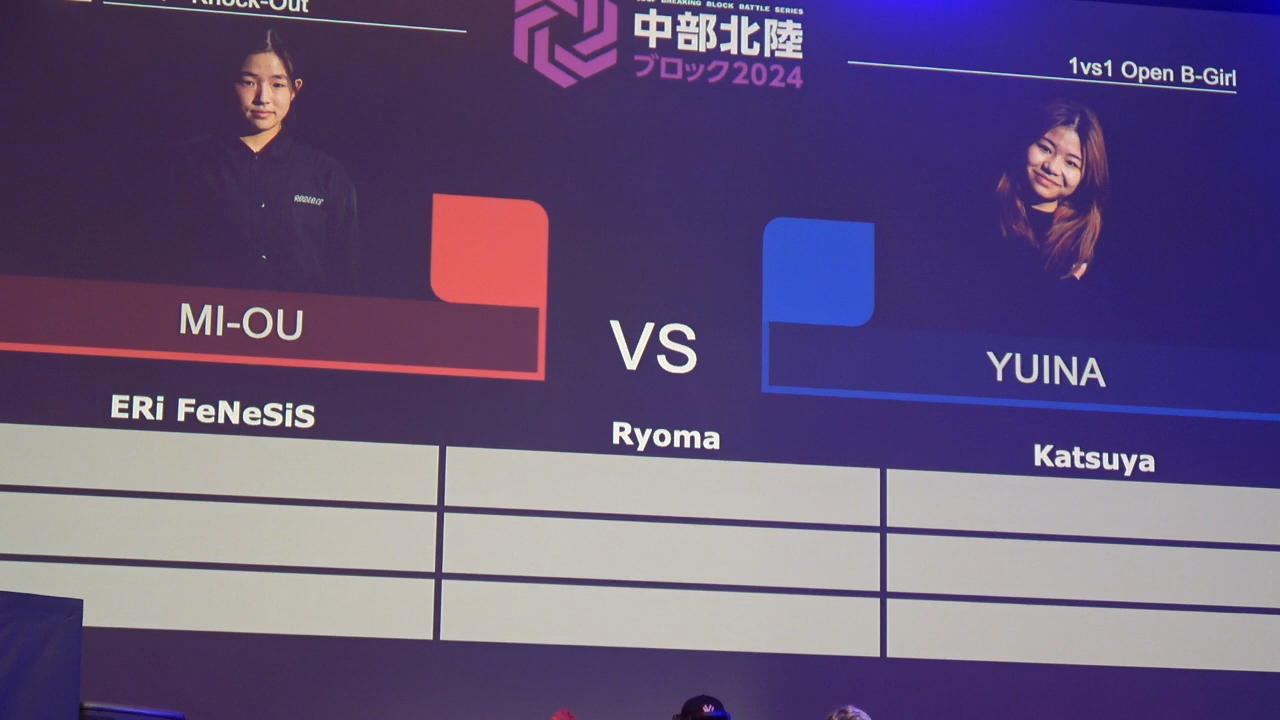 Knock-Out
BREAKING BLOCK BATTLE SERIES
中部北陸
ブロック2024
1vs1 Open B-Girl
MI-OU
VS
YUINA
ERi FeNeSiS
Ryoma
Katsuya